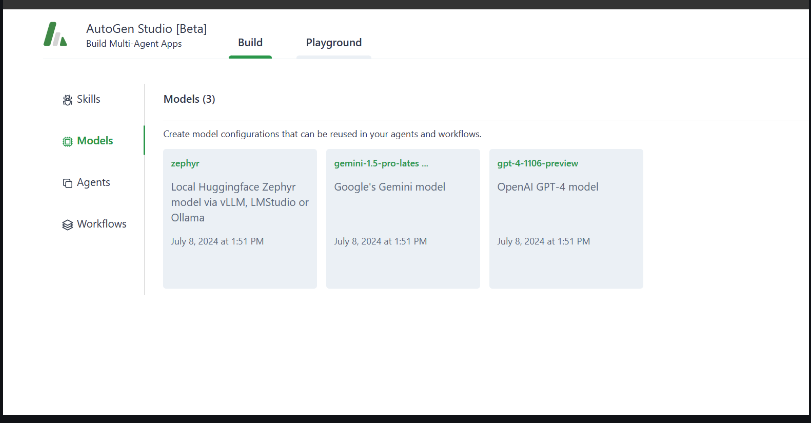 AutoGen Studio [Beta]
Build Multi-Agent Apps
Build
Playground
Skills
Models
Agents
Workflows
Models (3)
Create model configurations that can be reused in your agents and workflows.
zephyr
Local Huggingface Zephyr
model via vLLM, LMStudio or
Ollama
July 8, 2024 at 1:51 PM
gemini-1.5-pro-lates ...
Google's Gemini model
July 8, 2024 at 1:51 PM
gpt-4-1106-preview
OpenAI GPT-4 model
July 8, 2024 at 1:51 PM